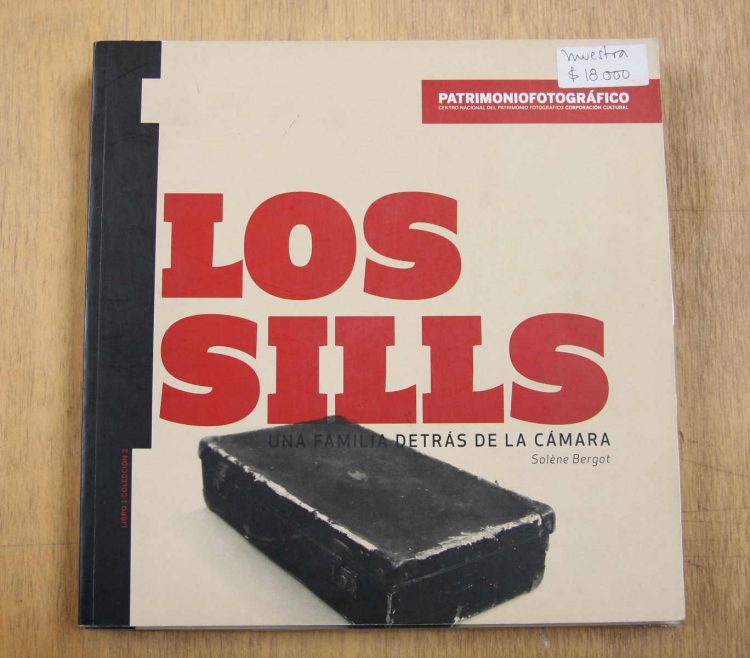 muestra
$18.000
PATRIMONIOFOTOGRÁFICO
CENTRO NACIONAL DEL PATRIMONIO FOTOGRÁFICO CORPORACIÓN CULTURAL
LOS
SILLS
UNA FAMILIA DETRÁS DE LA CÁMARA
Solène Bergot
LIBRO 1 COLECCIÓN 2